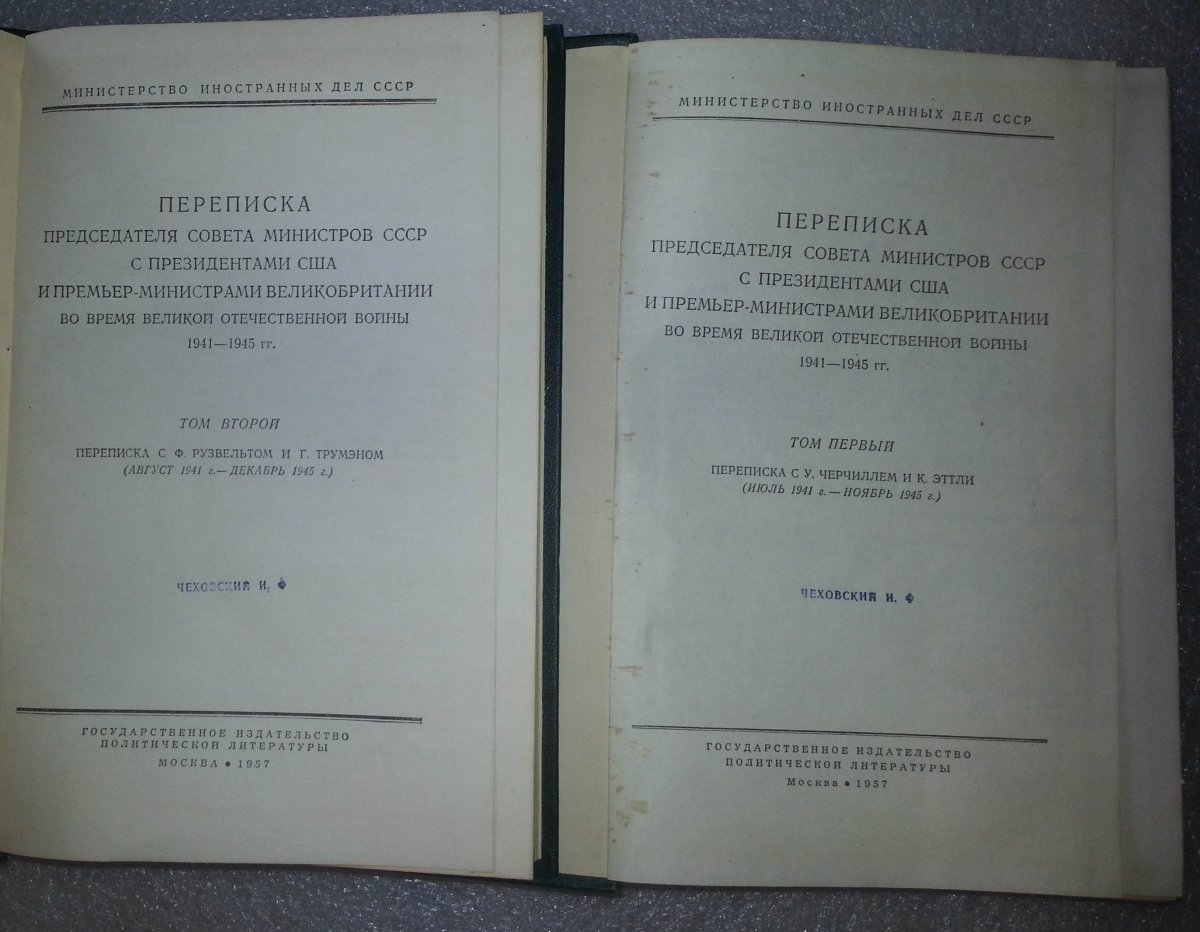 МИНИСТЕРСТВО ИНОСТРАННЫХ ДЕЛ СССР
ПЕРЕПИСКА
ПРЕДСЕДАТЕЛЯ СОВЕТА МИНИСТРОВ СССР
С ПРЕЗИДЕНТАМИ США
И ПРЕМЬЕР-МИНИСТРАМИ ВЕЛИКОБРИТАНИИ
ВО ВРЕМЯ ВЕЛИКОЙ ОТЕЧЕСТВЕННОЙ ВОЙНЫ
1941—1945 гг.
ТОМ ВТОРОЙ
ПЕРЕПИСКА С Ф. РУЗВЕЛЬТОМ И Г. ТРУМЭНОМ
(АВГУСТ 1941 г.— ДЕКАБРЬ 1945 г.)
ЧЕХОВСКИЙ И. Ф
ГОСУДАРСТВЕННОЕ ИЗДАТЕЛЬСТВО
ПОЛИТИЧЕСКОЙ ЛИТЕРАТУРЫ
МОСКВА • 1957
МИНИСТЕРСТВО ИНОСТРАННЫХ ДЕЛ СССР
ПЕРЕПИСКА
ПРЕДСЕДАТЕЛЯ СОВЕТА МИНИСТРОВ СССР
С ПРЕЗИДЕНТАМИ США
И ПРЕМЬЕР-МИНИСТРАМИ ВЕЛИКОБРИТАНИИ
ВО ВРЕМЯ ВЕЛИКОЙ ОТЕЧЕСТВЕННОЙ ВОЙНЫ
1941—1945 гг.
ТОМ ПЕРВЫЙ
ПЕРЕПИСКА С У. ЧЕРЧИЛЛЕМ И К. ЭТТЛИ
(ИЮЛЬ 1941 г. — НОЯБРЬ 1945 г.)
ЧЕХОВСКИЙ И. Ф
ГОСУДАРСТВЕННОЕ ИЗДАТЕЛЬСТВО
ПОЛИТИЧЕСКОЙ ЛИТЕРАТУРЫ
Москва • 1957